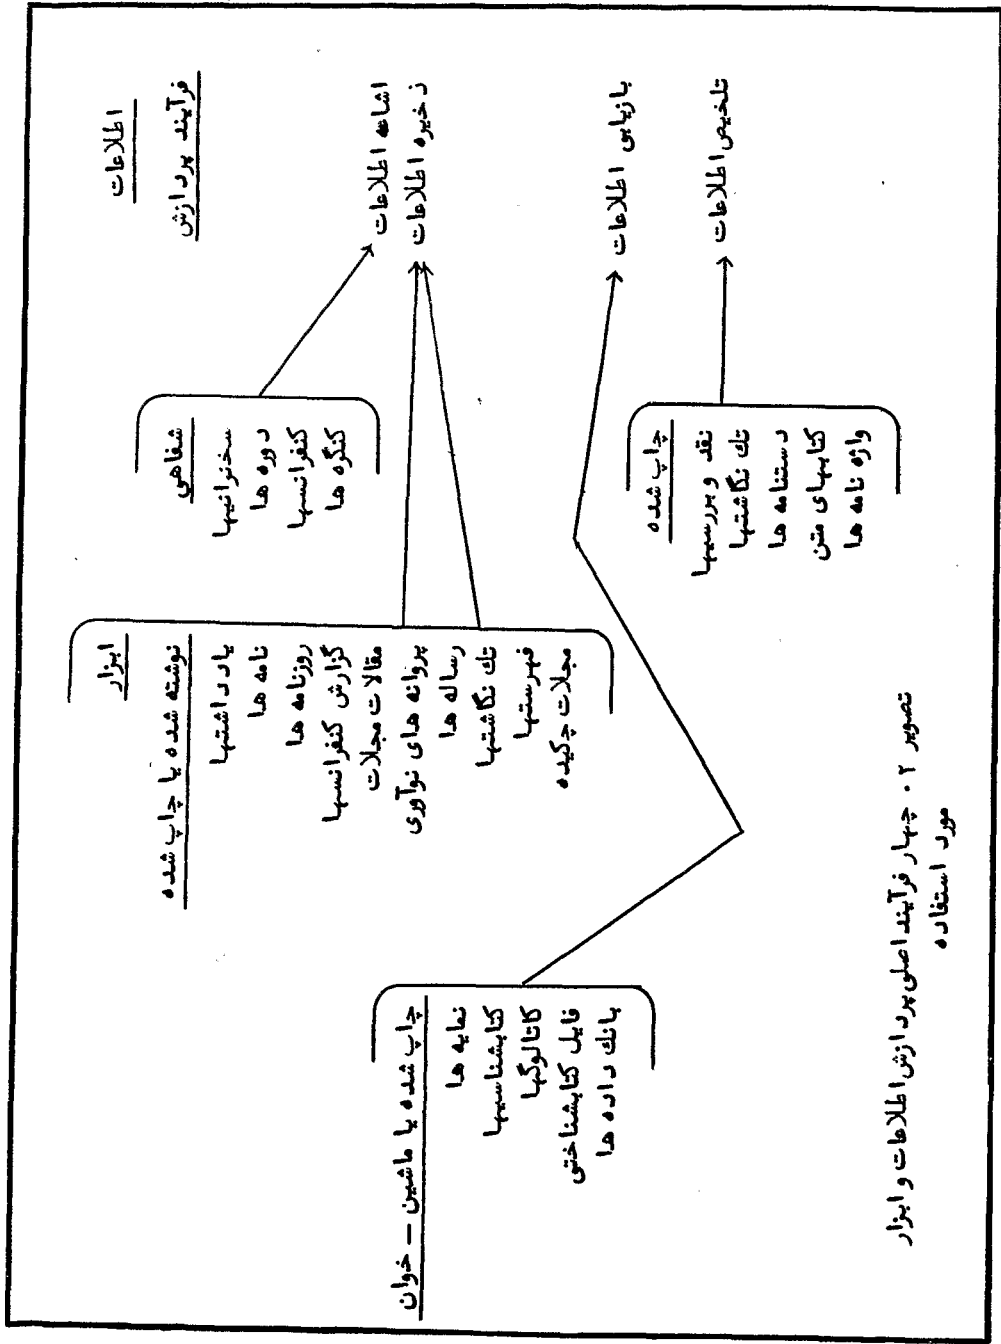 اطلاعات
فرآیند پردازش
اشاعه اطلاعات
ذخیره اطلاعات
بازیابی اطلاعات
تلخیص اطلاعات
شفاهی
سخنرانیها
دوره ها
کنفرانسها
کنگره ها
چاپ شده
نقد و بررسیها
تك نگاشتها
دستنامه ها
کتابهای متن
واژه نامه ها
ابزار
نوشته شده یا چاپ شده
یادداشتها
نامه ها
روزنامه ها
گزارش کنفرانسها
مقالات مجلات
پروانه های نوآوری
رساله ها
تك نگاشتها
فهرستها
مجلات چکیده
چاپ شده یا ماشین – خوان
نمایه ها
کتابشناسیها
کاتالوگها
فایل کتابشناختی
بانك داده ها
تصویر ۲۰ چهار فرآیند اصلی پردازش اطلاعات و ابزار
مورد استفاده